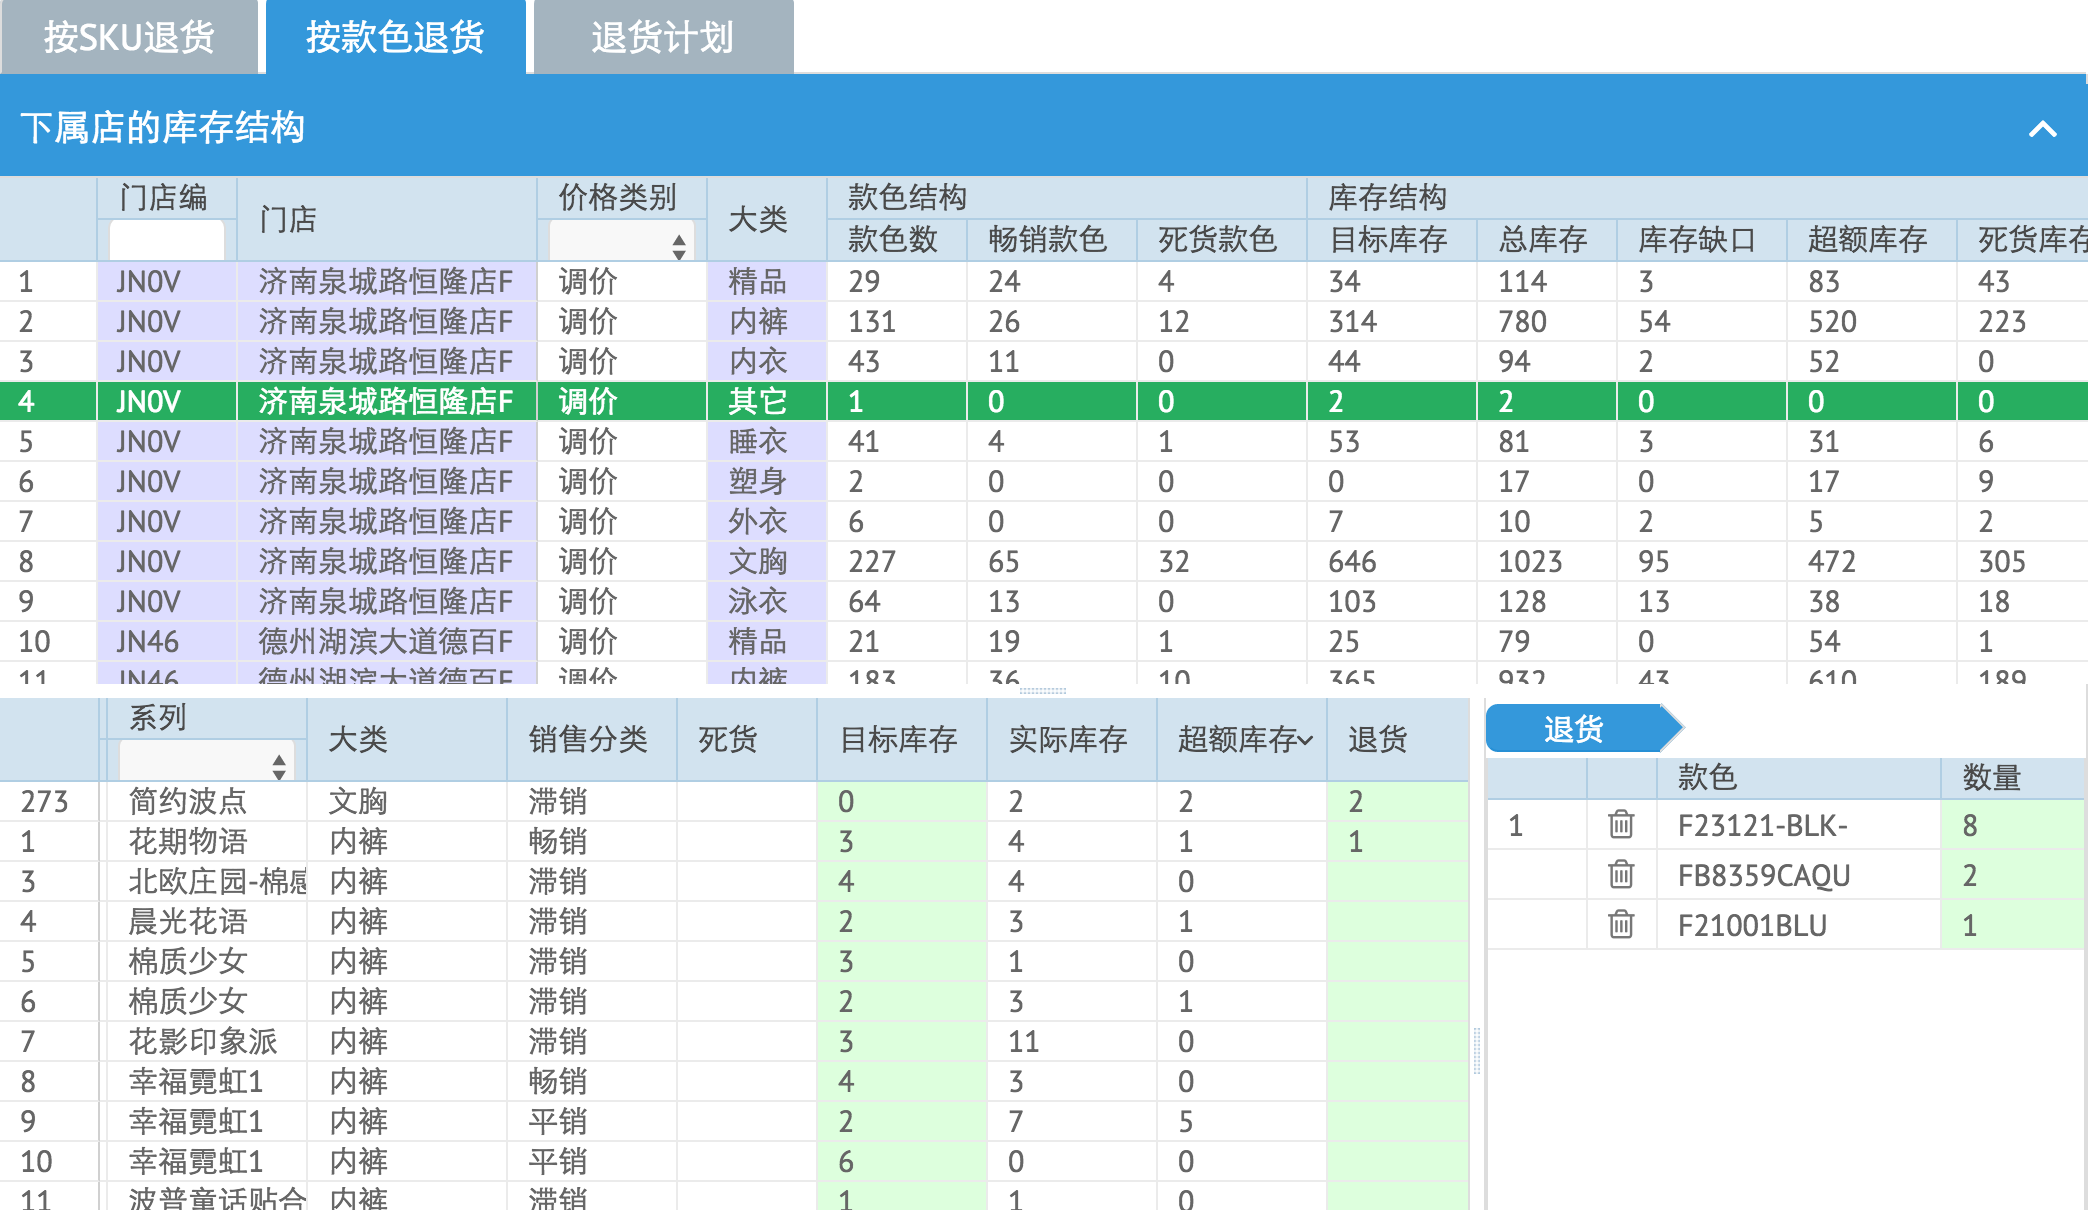 按SKU退货 按款色退货 退货计划
下属店的库存结构
门店编 门店 价格类别 大类 款色结构 库存结构
款色数 畅销款色 死货款色 目标库存 总库存 库存缺口 超额库存 死货库存
1 JN0V 济南泉城路恒隆店F 调价 精品 29 24 4 34 114 3 83 43
2 JN0V 济南泉城路恒隆店F 调价 内裤 131 26 12 314 780 54 520 223
3 JN0V 济南泉城路恒隆店F 调价 内衣 43 11 0 44 94 2 52 0
4 JN0V 济南泉城路恒隆店F 调价 其它 1 0 0 2 2 0 0 0
5 JN0V 济南泉城路恒隆店F 调价 睡衣 41 4 1 53 81 3 31 6
6 JN0V 济南泉城路恒隆店F 调价 塑身 2 0 0 0 17 0 17 9
7 JN0V 济南泉城路恒隆店F 调价 外衣 6 0 0 7 10 2 5 2
8 JN0V 济南泉城路恒隆店F 调价 文胸 227 65 32 646 1023 95 472 305
9 JN0V 济南泉城路恒隆店F 调价 泳衣 64 13 0 103 128 13 38 18
10 JN46 德州湖滨大道德百F 调价 精品 21 19 1 25 79 0 54 1
11 JN46 德州湖滨大道德百F 调价 内裤 183 36 10 365 932 43 610 189
系列 大类 销售分类 死货 目标库存 实际库存 超额库存 退货
273 简约波点 文胸 滞销 0 2 2 2
1 花期物语 内裤 畅销 3 4 1 1
3 北欧庄园-棉感 内裤 滞销 4 4 0
4 晨光花语 内裤 滞销 2 3 1
5 棉质少女 内裤 滞销 3 1 0
6 棉质少女 内裤 滞销 2 3 1
7 花影印象派 内裤 滞销 3 11 0
8 幸福霓虹1 内裤 畅销 4 3 0
9 幸福霓虹1 内裤 平销 2 7 5
10 幸福霓虹1 内裤 平销 6 0 0
11 波普童话贴合 内裤 滞销 1 1 0
退货
款色 数量
1 F23121-BLK- 8
FB8359CAQU 2
F21001BLU 1